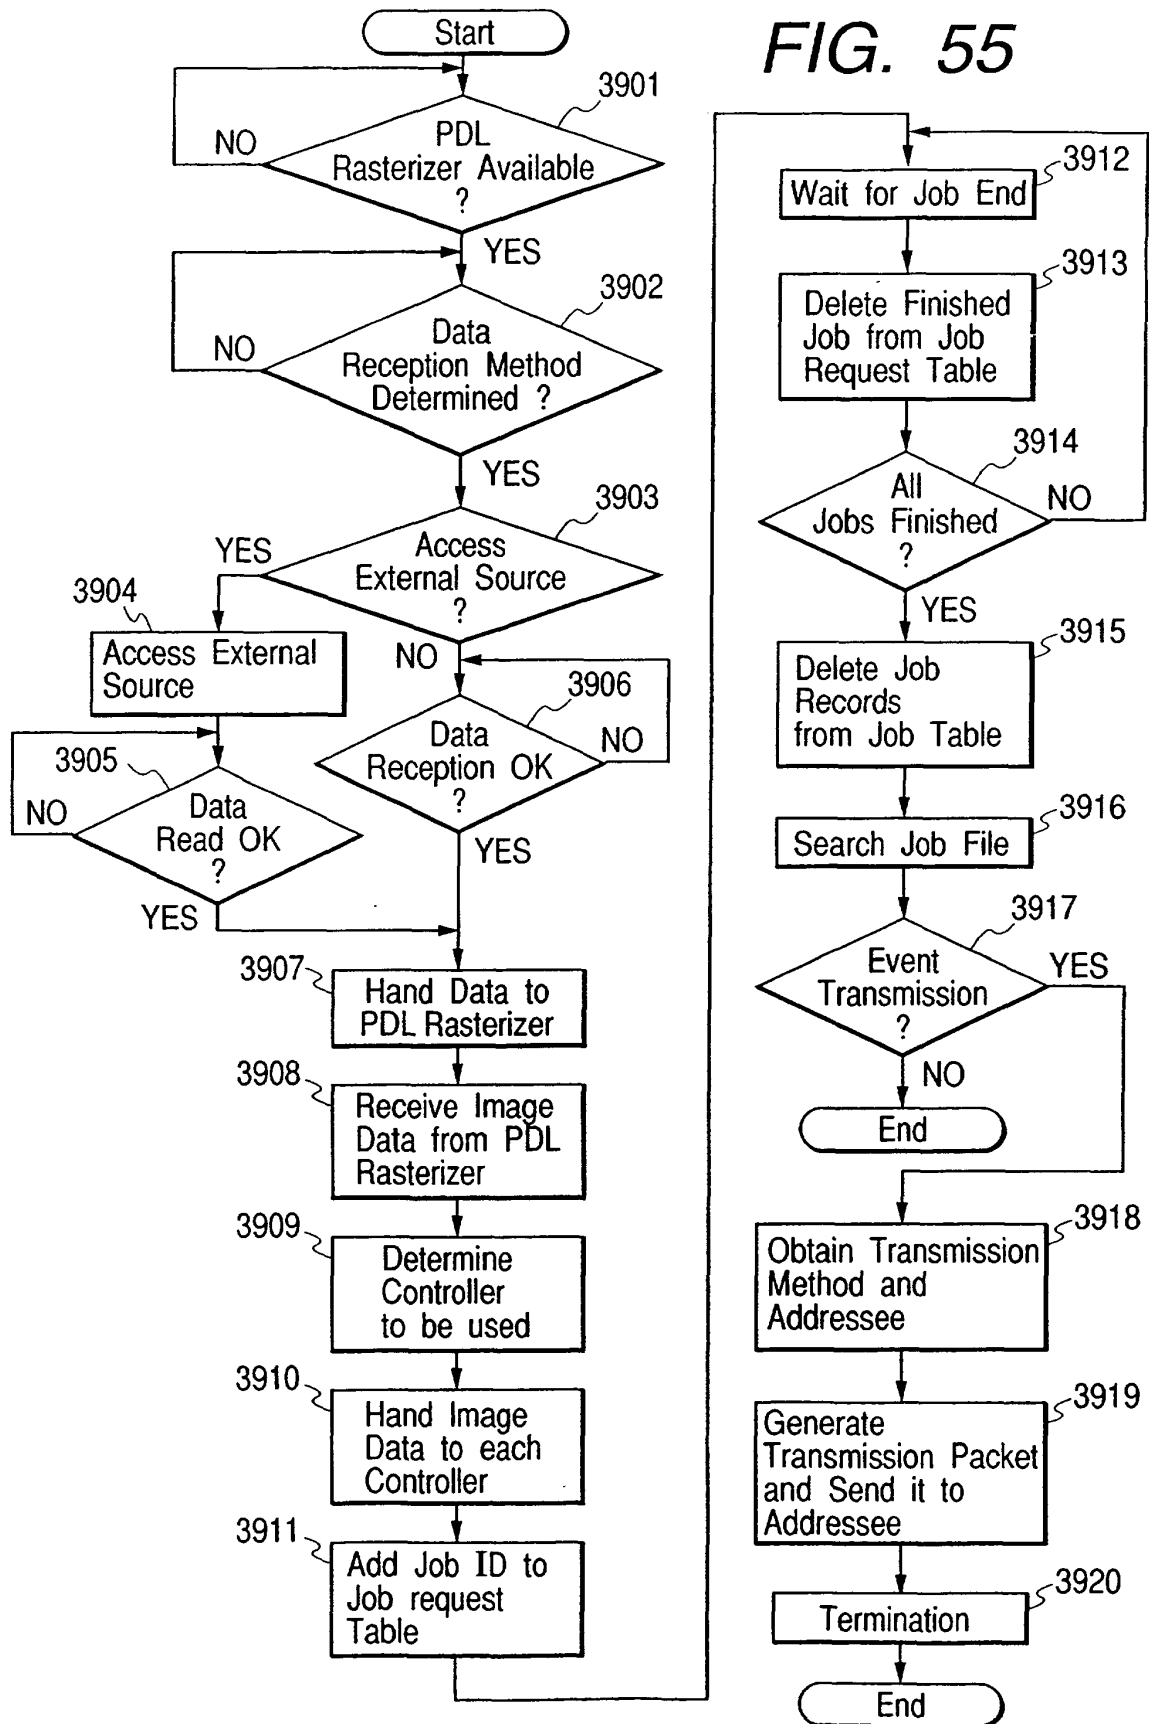 FIG. 55
Start
3901
PDL
Rasterizer Available
?
NO
YES
3902
Data
Reception Method
Determined ?
NO
YES
3903
Access
External Source
?
YES
NO
3904
Access External
Source
3905
Data
Read OK
?
NO
YES
3906
Data
Reception OK
?
NO
YES
3907
Hand Data to
PDL Rasterizer
3908
Receive Image
Data from PDL
Rasterizer
3909
Determine
Controller
to be used
3910
Hand Image
Data to each
Controller
3911
Add Job ID to
Job request
Table
3912
Wait for Job End
3913
Delete Finished
Job from Job
Request Table
3914
All
Jobs Finished
?
NO
YES
3915
Delete Job
Records
from Job Table
3916
Search Job File
3917
Event
Transmission
?
YES
NO
End
3918
Obtain Transmission
Method and
Addressee
3919
Generate
Transmission Packet
and Send it to
Addressee
3920
Termination
End